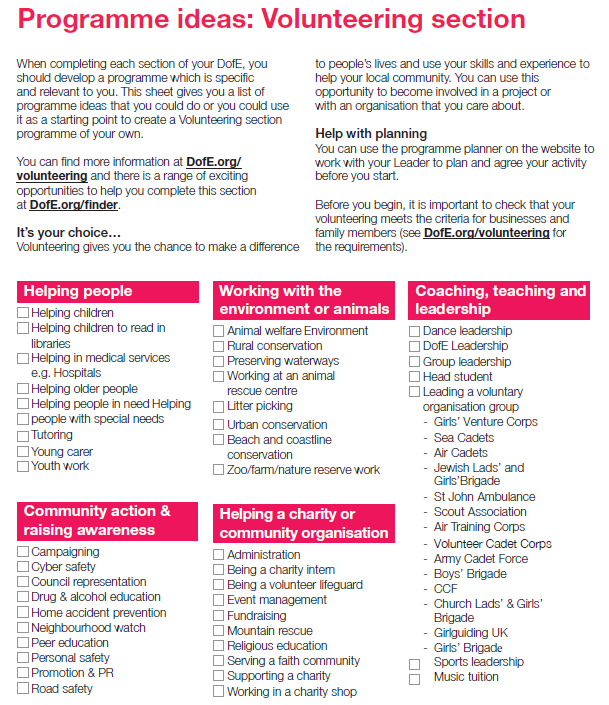 Programme ideas: Volunteering section
When completing each section of your DofE, you
should develop a programme which is specific
and relevant to you. This sheet gives you a list of
programme ideas that you could do or you could use
it as a starting point to create a Volunteering section
programme of your own.
You can find more information at DofE.org/
volunteering and there is a range of exciting
opportunities to help you complete this section
at DofE.org/finder.
It's your choice...
Volunteering gives you the chance to make a difference
to people's lives and use your skills and experience to
help your local community. You can use this
opportunity to become involved in a project or
with an organisation that you care about.
Help with planning
You can use the programme planner on the website to
work with your Leader to plan and agree your activity
before you start.
Before you begin, it is important to check that your
volunteering meets the criteria for businesses and
family members (see DofE.org/volunteering for
the requirements).
Helping people
Helping children
Helping children to read in
libraries
Helping in medical services
e.g. Hospitals
Helping older people
Helping people in need Helping
people with special needs
Tutoring
Young carer
Youth work
Working with the
environment or animals
Animal welfare Environment
Rural conservation
Preserving waterways
Working at an animal
rescue centre
Litter picking
Urban conservation
Beach and coastline
conservation
Zoo/farm/nature reserve work
Coaching, teaching and
leadership
Dance leadership
DofE Leadership
Group leadership
Head student
Leading a voluntary
organisation group
- Girls' Venture Corps
- Sea Cadets
- Air Cadets
- Jewish Lads' and
Girls'Brigade
- St John Ambulance
- Scout Association
- Air Training Corps
- Volunteer Cadet Corps
- Army Cadet Force
- Boys' Brigade
- CCF
- Church Lads' & Girls'
Brigade
- Girlguiding UK
- Girls' Brigade
Sports leadership
Music tuition
Community action &
raising awareness
Campaigning
Cyber safety
Council representation
Drug & alcohol education
Home accident prevention
Neighbourhood watch
Peer education
Personal safety
Promotion & PR
Road safety
Helping a charity or
community organisation
Administration
Being a charity intern
Being a volunteer lifeguard
Event management
Fundraising
Mountain rescue
Religious education
Serving a faith community
Supporting a charity
Working in a charity shop